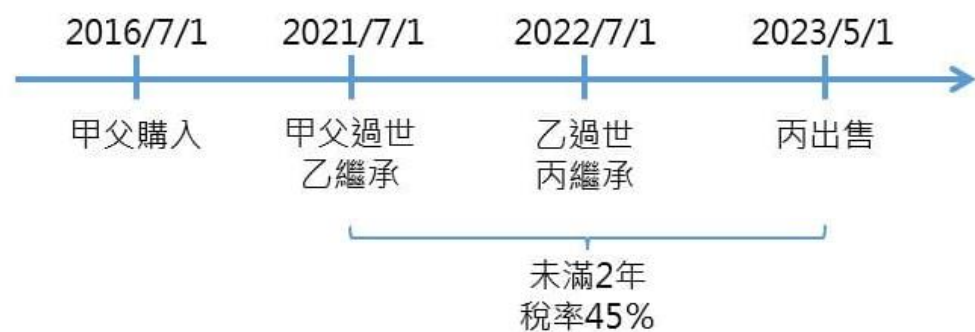 2016/7/1 2021/7/1 2022/7/1 2023/5/1
甲父購入 甲父過世 乙過世 丙出售
乙繼承 丙繼承
未滿2年
稅率45%